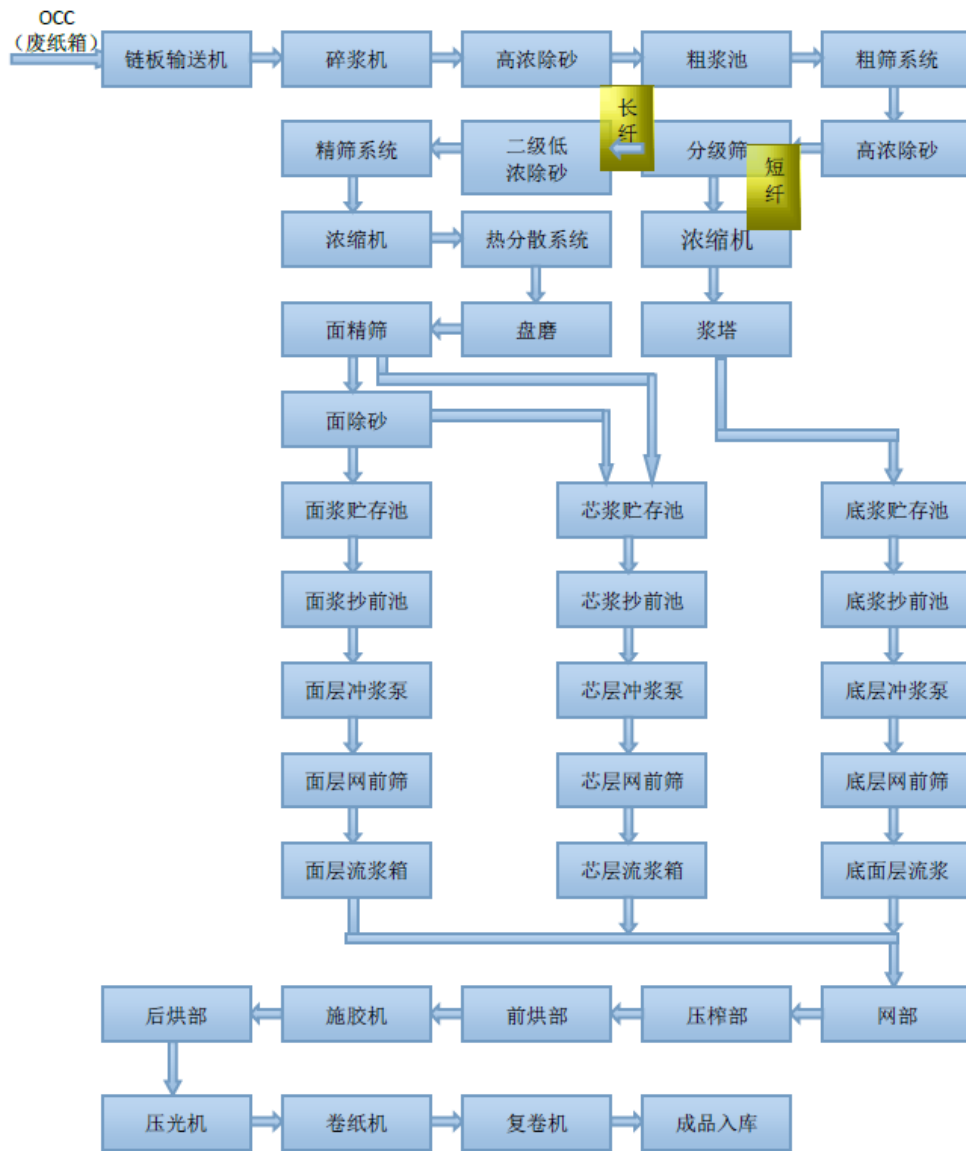 OCC
（废纸箱）
链板输送机
碎浆机
高浓除砂
粗浆池
粗筛系统
长
纤
精筛系统
二级低
浓除砂
分级筛
短
纤
高浓除砂
浓缩机
热分散系统
浓缩机
面精筛
盘磨
浆塔
面除砂
面浆贮存池
芯浆贮存池
底浆贮存池
面浆抄前池
芯浆抄前池
底浆抄前池
面层冲浆泵
芯层冲浆泵
底层冲浆泵
面层网前筛
芯层网前筛
底层网前筛
面层流浆箱
芯层流浆箱
底面层流浆
后烘部
施胶机
前烘部
压榨部
网部
压光机
卷纸机
复卷机
成品入库